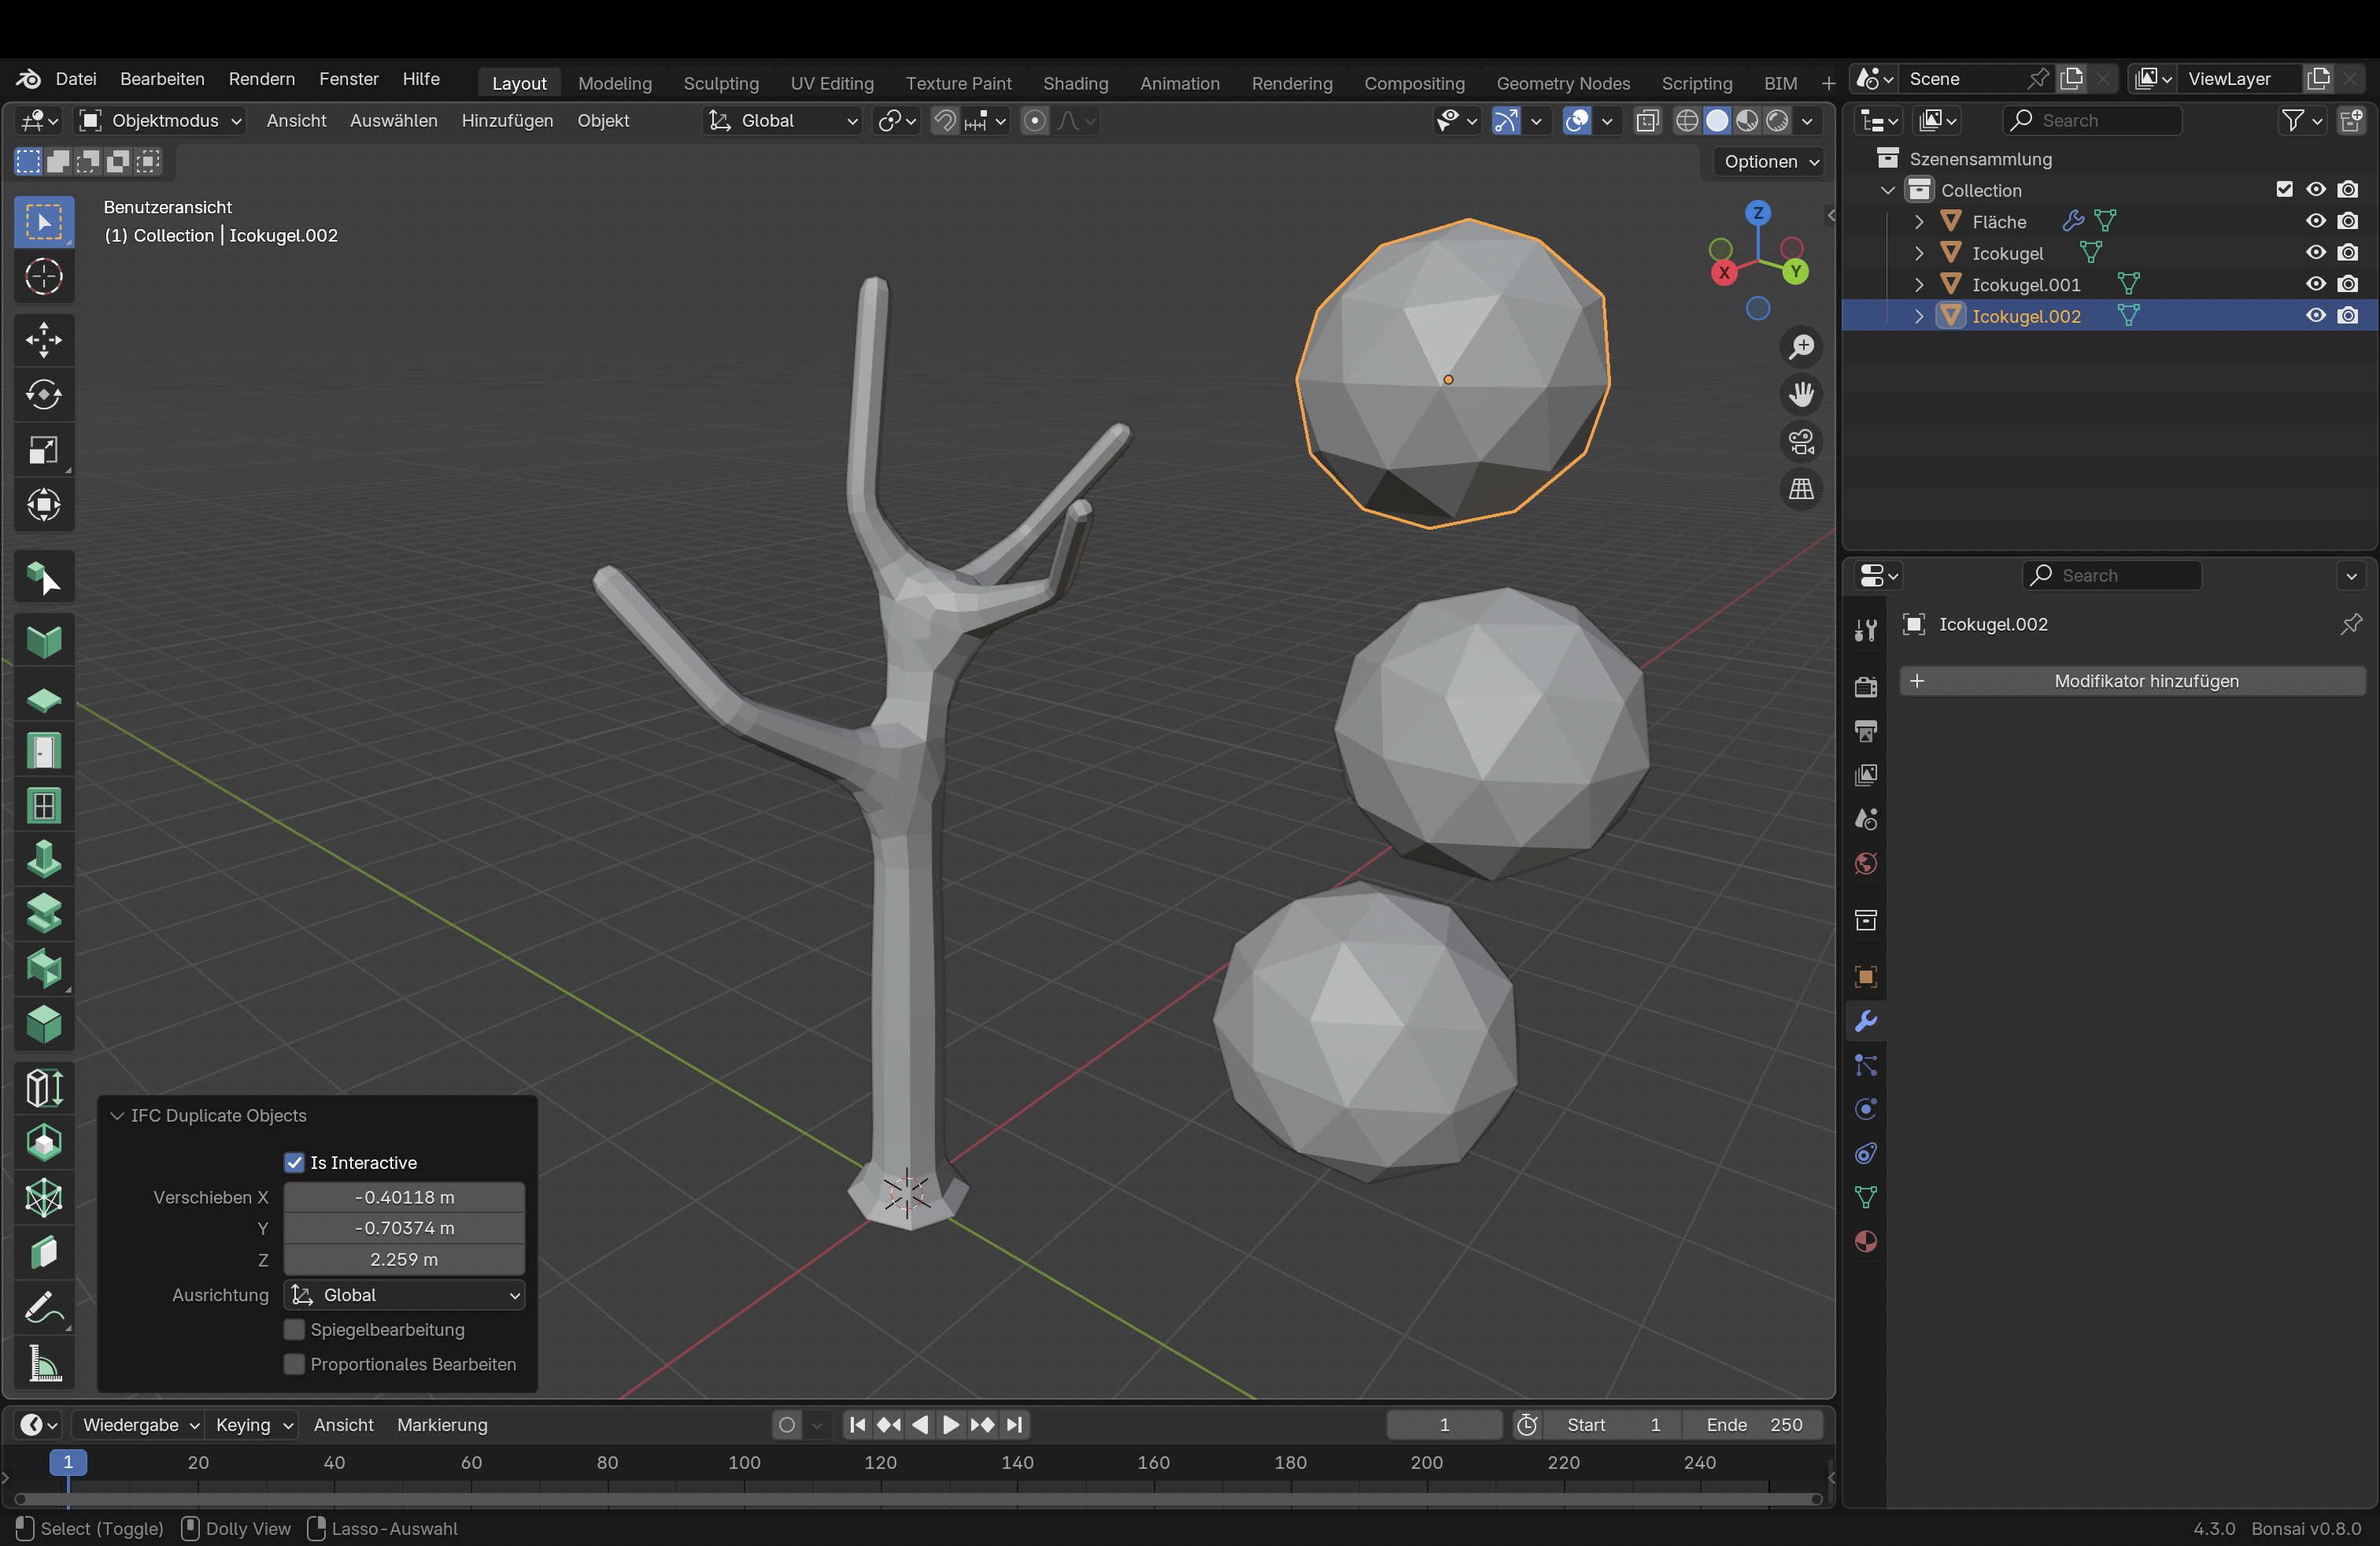 Datei Bearbeiten Rendern Fenster Hilfe Layout Modeling Sculpting UV Editing Texture Paint Shading Animation Rendering Compositing Geometry Nodes Scripting BIM + Scene ViewLayer
Objektmodus Ansicht Auswählen Hinzufügen Objekt Global Search
Optionen
Szenensammlung
Collection
Fläche
Icokugel
Icokugel.001
Icokugel.002
Benutzeransicht
(1) Collection | Icokugel.002
Z
X Y
Search
Icokugel.002
+ Modifikator hinzufügen
IFC Duplicate Objects
Is Interactive
Verschieben X -0.40118 m
Y -0.70374 m
Z 2.259 m
Ausrichtung Global
Spiegelbearbeitung
Proportionales Bearbeiten
Wiedergabe Keying Ansicht Markierung 1 Start 1 Ende 250
1 20 40 60 80 100 120 140 160 180 200 220 240
Select (Toggle) Dolly View Lasso-Auswahl 4.3.0 Bonsai v0.8.0